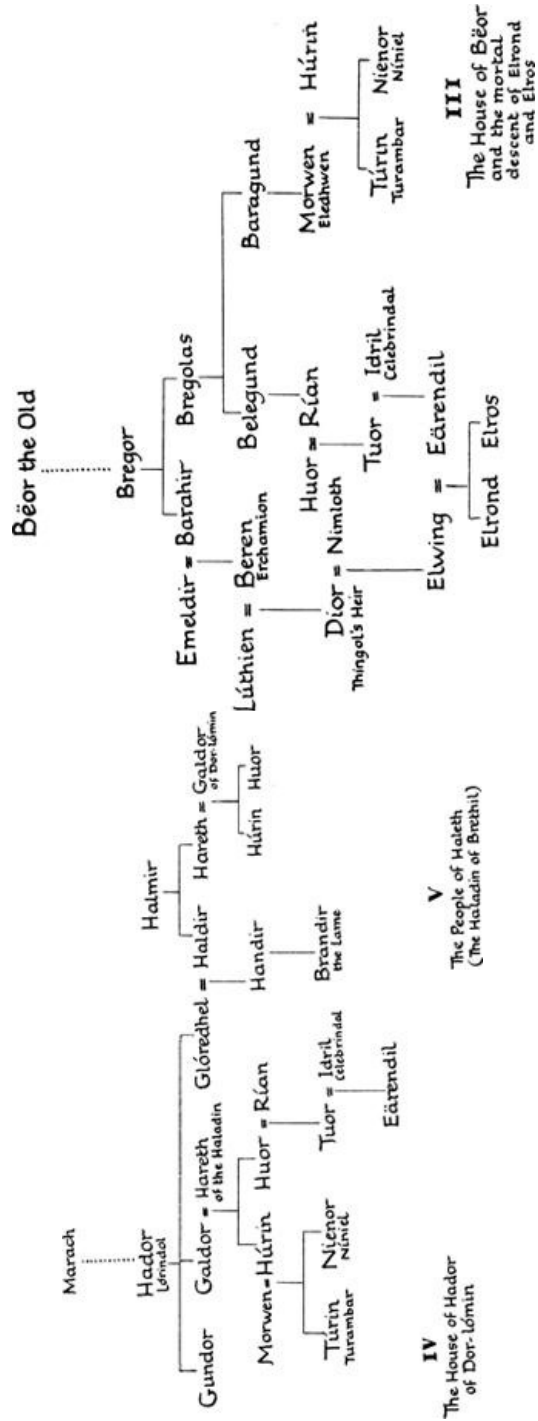 Marach
Hador
Lórindol
Gundor
Galdor = Hareth
of the Haladin
Glóredhel = Haldir
Morwen = Húrin
Huor = Rían
Túrin
Turambar
Nienor
Níniel
Tuor = Idril
Celebrindal
Eärendil
IV
The House of Hador
of Dor-lómin
Halmir
Hareth = Galdor
of Dor-lómin
Handir
Húrin Huor
Brandir
the Lame
V
The People of Haleth
(The Haladin of Brethil)
Bëor the Old
Bregor
Emeldir = Barahir
Bregolas
Lúthien = Beren
Erchamion
Belegund
Baragund
Dior = Nimloth
Thingol's Heir
Huor = Rían
Morwen = Húrin
Eledhwen
Tuor = Idril
Celebrindal
Túrin
Turambar
Nienor
Níniel
Elwing = Eärendil
Elrond Elros
III
The House of Bëor
and the mortal
descent of Elrond
and Elros